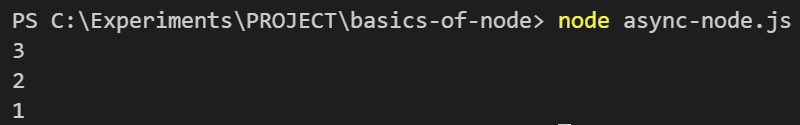 PS C:\Experiments\PROJECT\basics-of-node> node async-node.js
3
2
1